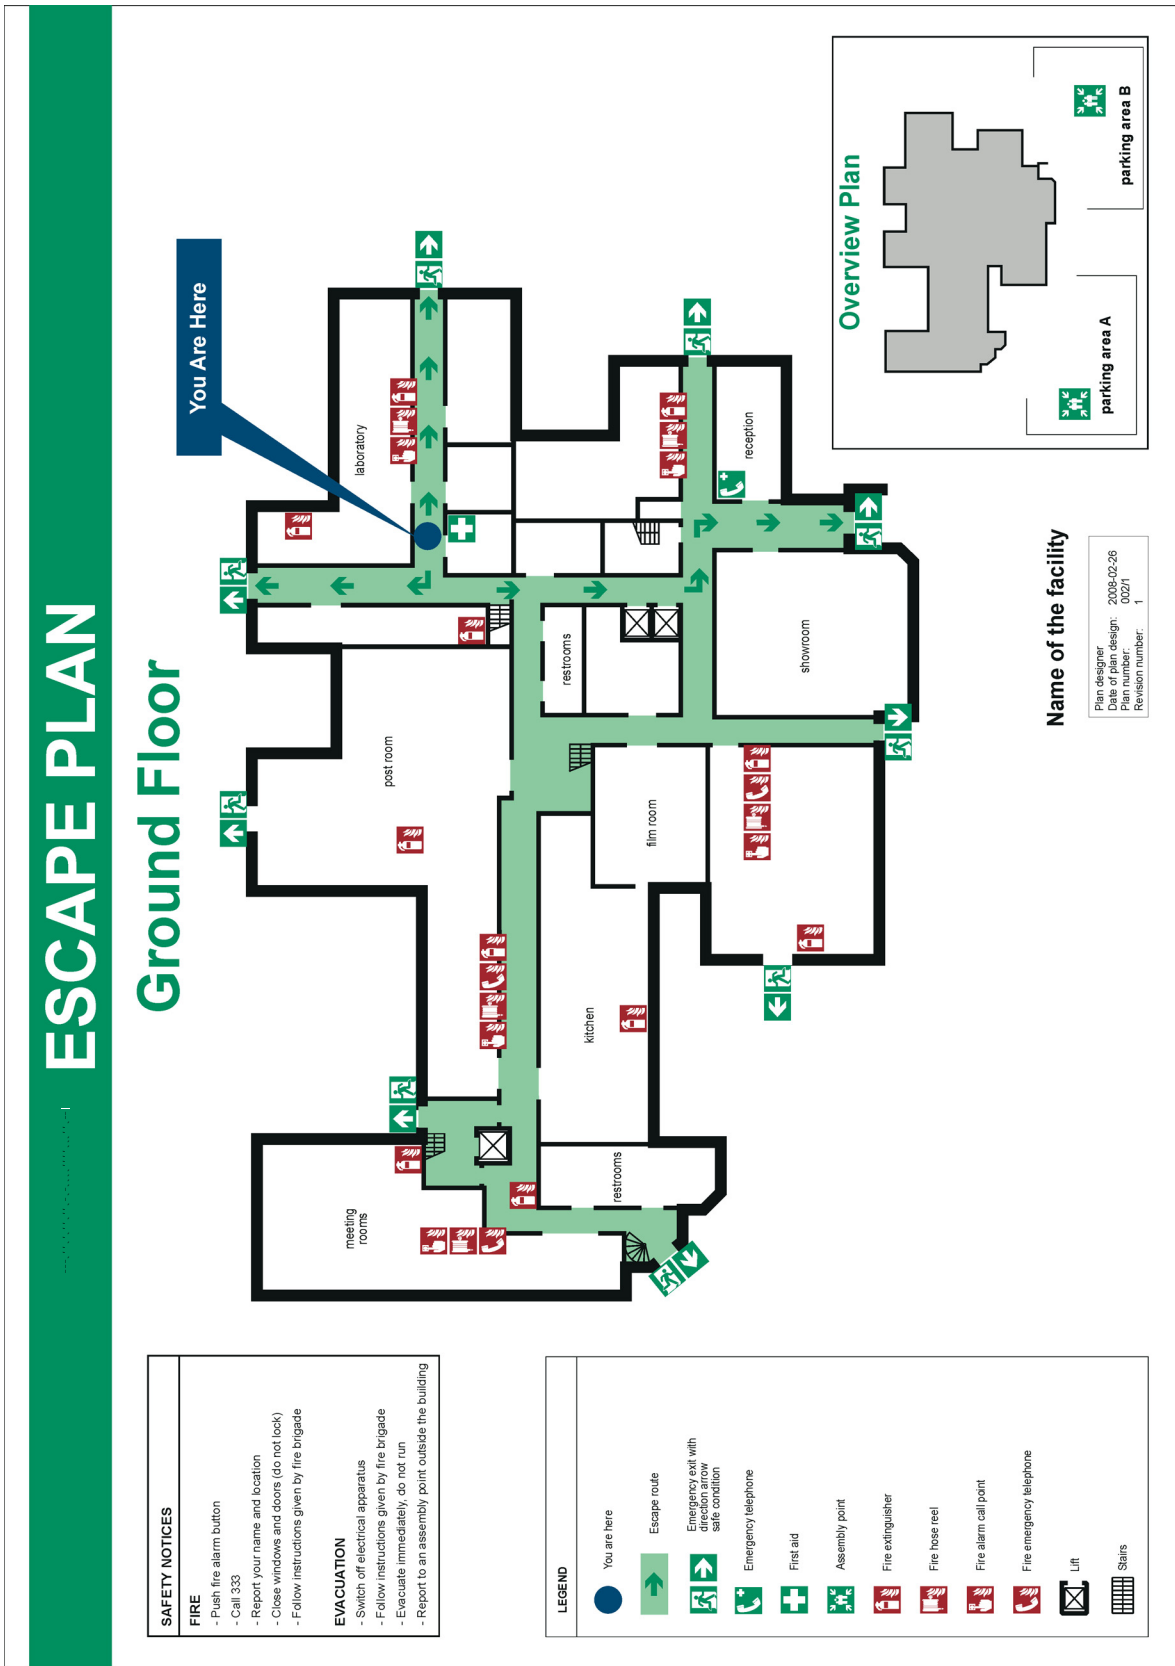 ESCAPE PLAN
Ground Floor
You Are Here
laboratory
post room
meeting
rooms
restrooms
kitchen
film room
restrooms
showroom
reception
Overview Plan
parking area A
parking area B
Name of the facility
Plan designer
Date of plan design: 2008-02-26
Plan number: 002/1
Revision number: 1
SAFETY NOTICES
FIRE
- Push fire alarm button
- Call 333
- Report your name and location
- Close windows and doors (do not lock)
- Follow instructions given by fire brigade
EVACUATION
- Switch off electrical apparatus
- Follow instructions given by fire brigade
- Evacuate immediately, do not run
- Report to an assembly point outside the building
LEGEND
You are here
Escape route
Emergency exit with
direction arrow
safe condition
Emergency telephone
First aid
Assembly point
Fire extinguisher
Fire hose reel
Fire alarm call point
Fire emergency telephone
Lift
Stairs